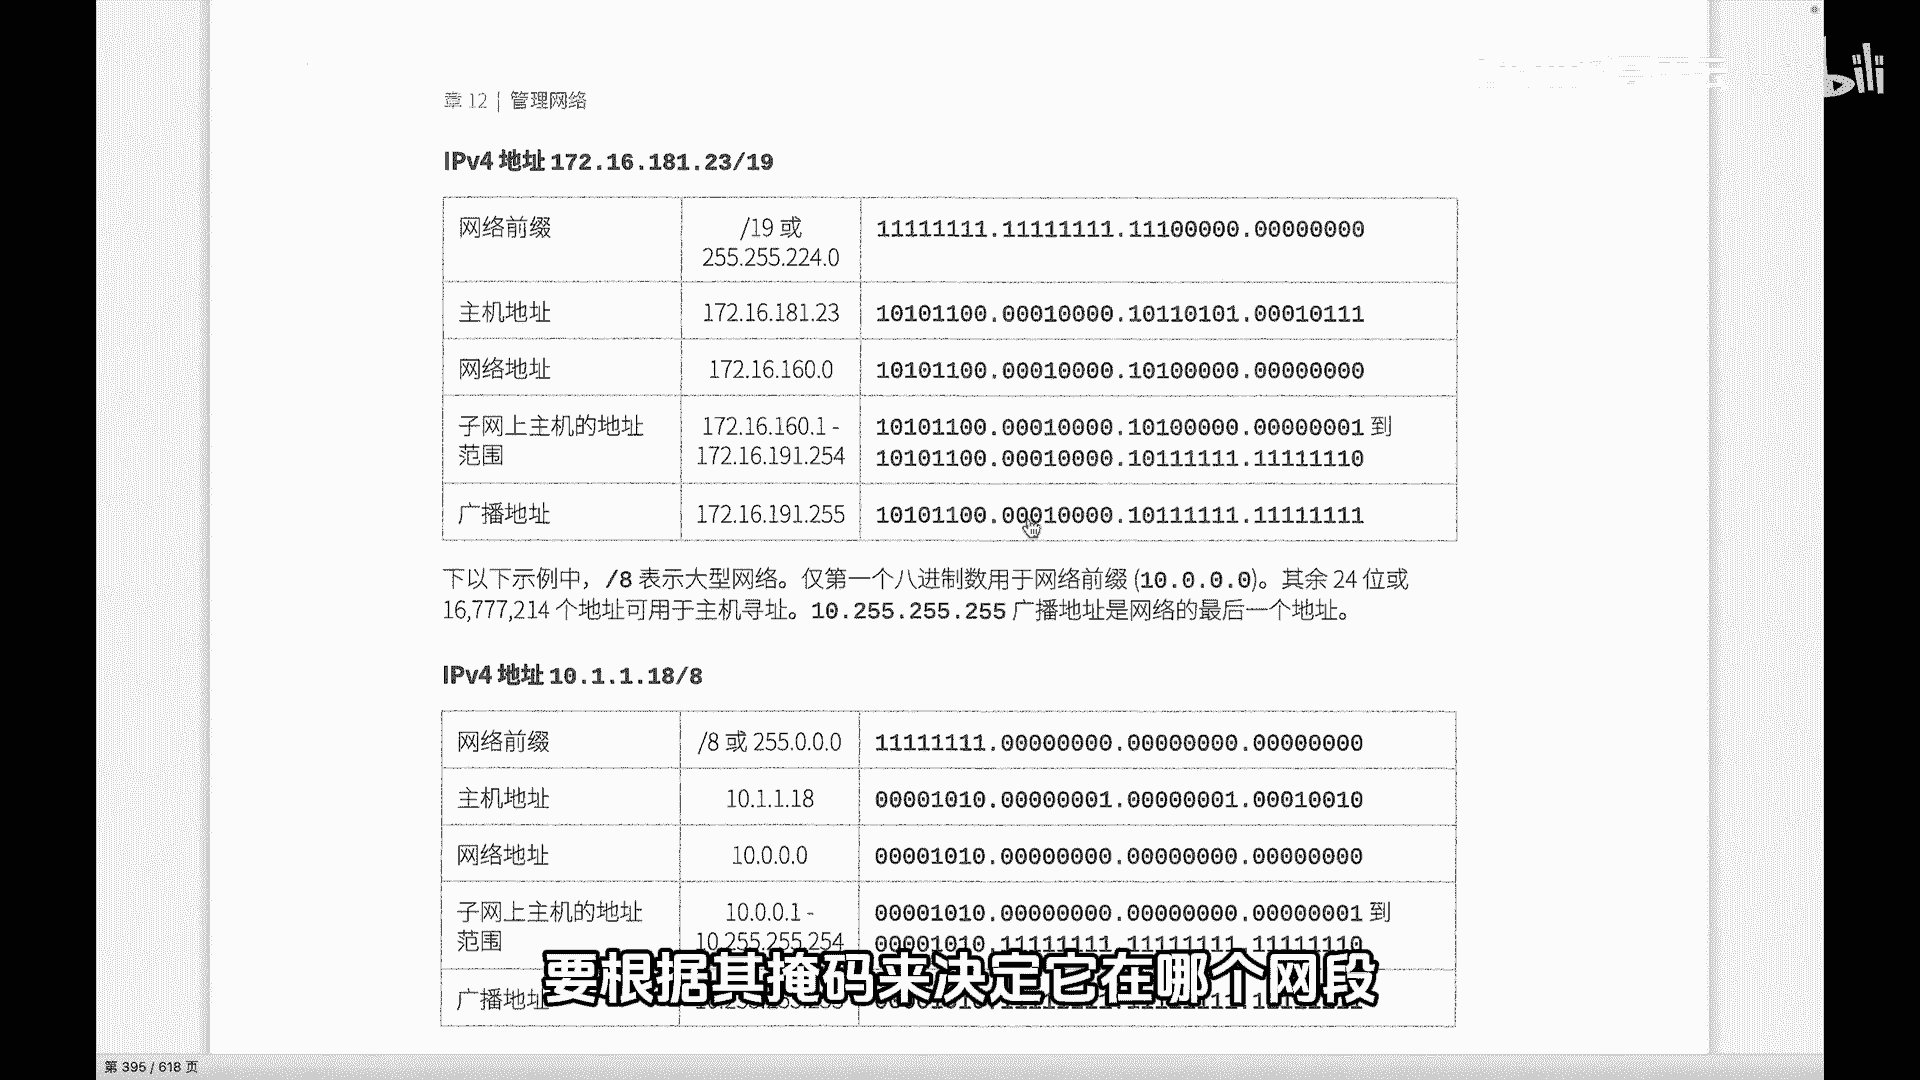 章 12 | 管理网络
bili
IPv4 地址 172.16.181.23/19
网络前缀
/19 或
255.255.224.0
11111111.11111111.11100000.00000000
主机地址
172.16.181.23
10101100.00010000.10110101.00010111
网络地址
172.16.160.0
10101100.00010000.10100000.00000000
子网上主机的地址
范围
172.16.160.1 -
172.16.191.254
10101100.00010000.10100000.00000001 到
10101100.00010000.10111111.11111110
广播地址
172.16.191.255
10101100.00010000.10111111.11111111
下以下示例中，/8 表示大型网络。仅第一个八进制数用于网络前缀 (10.0.0.0)。其余 24 位或
16,777,214 个地址可用于主机寻址。10.255.255.255 广播地址是网络的最后一个地址。
IPv4 地址 10.1.1.18/8
网络前缀
/8 或 255.0.0.0
11111111.00000000.00000000.00000000
主机地址
10.1.1.18
00001010.00000001.00000001.00010010
网络地址
10.0.0.0
00001010.00000000.00000000.00000000
子网上主机的地址
范围
10.0.0.1 -
10.255.255.254
00001010.00000000.00000000.00000001 到
00001010.11111111.11111111.11111110
广播地址
要根据其掩码来决定它在哪个网段
第 395 / 618 页